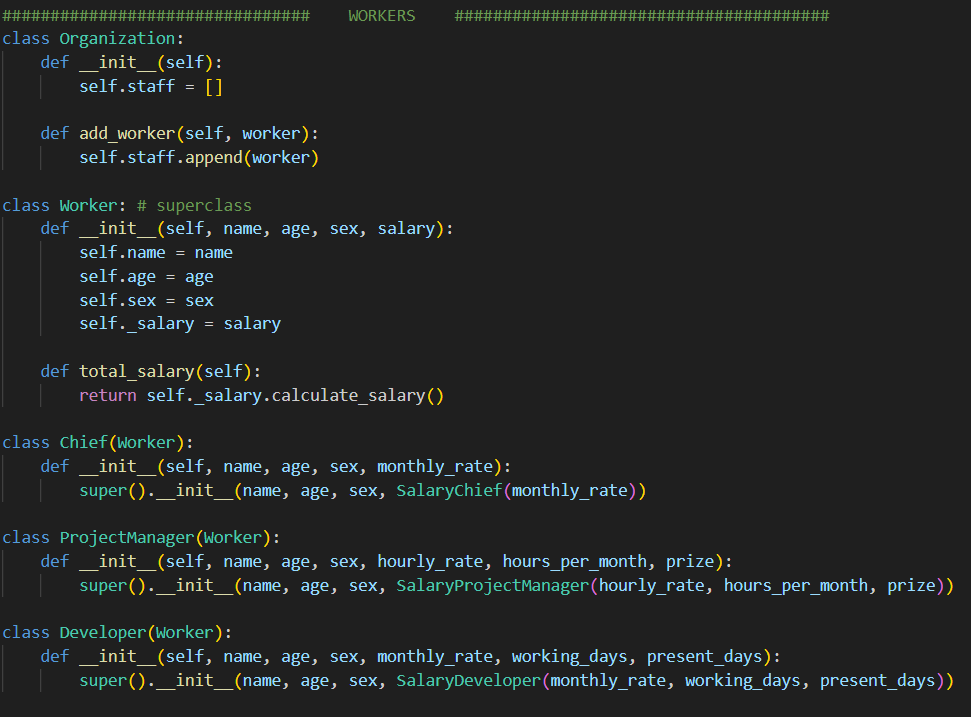 ################################    WORKERS    #######################################
class Organization:
    def __init__(self):
        self.staff = []

    def add_worker(self, worker):
        self.staff.append(worker)

class Worker: # superclass
    def __init__(self, name, age, sex, salary):
        self.name = name
        self.age = age
        self.sex = sex
        self._salary = salary

    def total_salary(self):
        return self._salary.calculate_salary()

class Chief(Worker):
    def __init__(self, name, age, sex, monthly_rate):
        super().__init__(name, age, sex, SalaryChief(monthly_rate))

class ProjectManager(Worker):
    def __init__(self, name, age, sex, hourly_rate, hours_per_month, prize):
        super().__init__(name, age, sex, SalaryProjectManager(hourly_rate, hours_per_month, prize))

class Developer(Worker):
    def __init__(self, name, age, sex, monthly_rate, working_days, present_days):
        super().__init__(name, age, sex, SalaryDeveloper(monthly_rate, working_days, present_days))